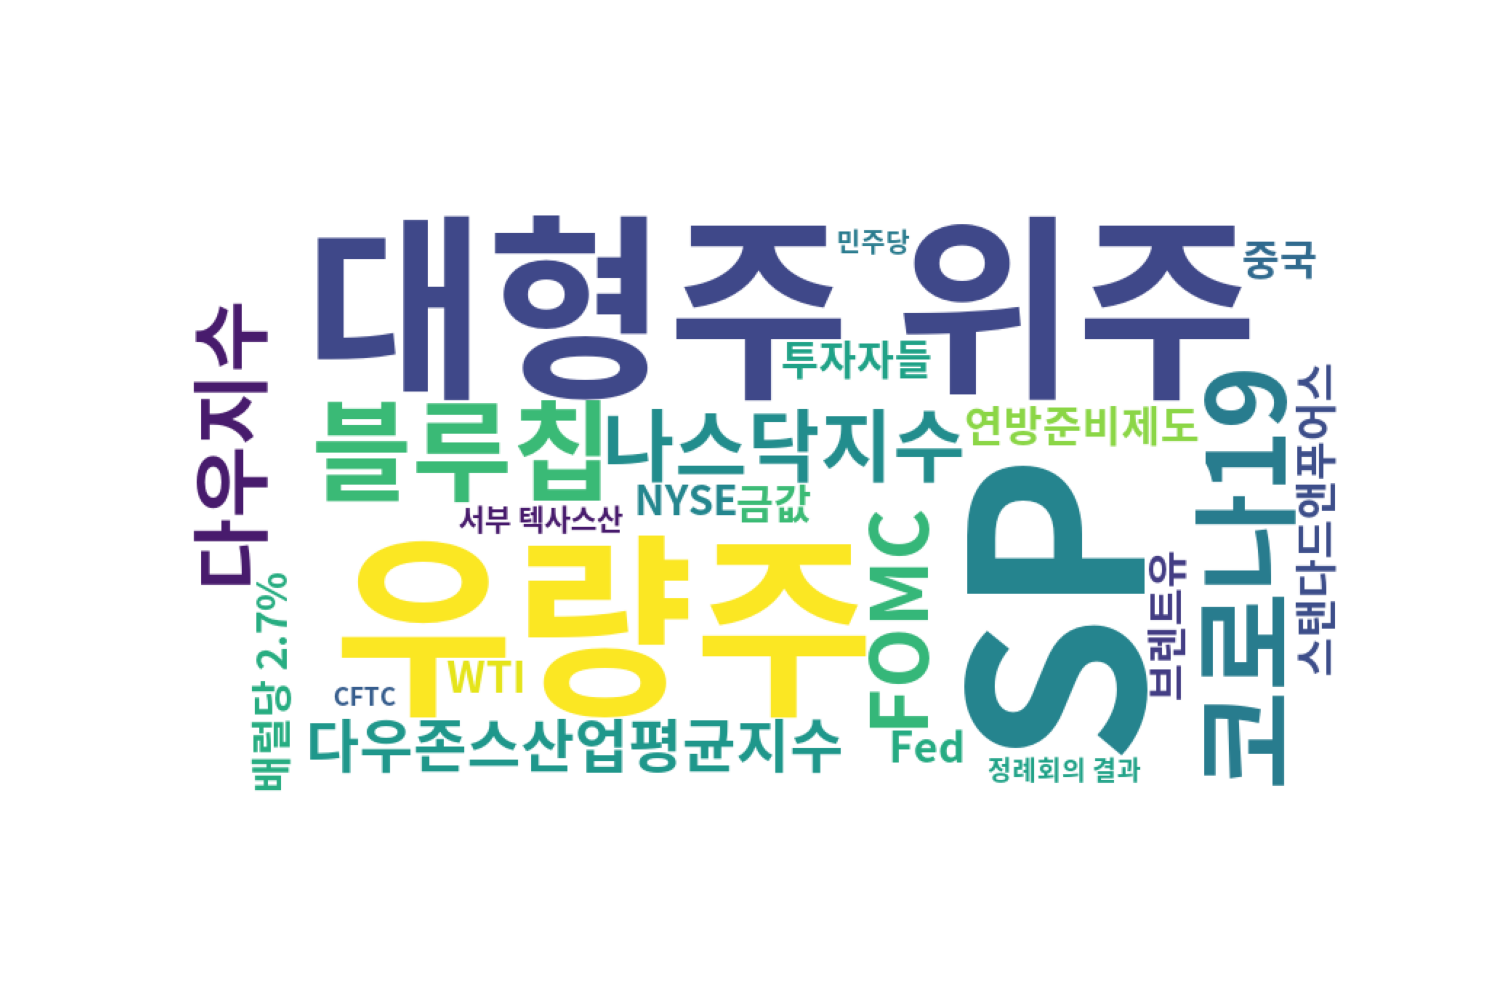 대형주 위주
민주당
중국
다우지수
투자자들
블루칩
나스닥지수
연방준비제도
코로나19
스탠다드앤푸어스
NYSE
금값
서부 텍사스산
SP
FOMC
우량주
브렌트유
배럴당 2.7%
WTI
CFTC
다우존스산업평균지수
Fed
정례회의 결과